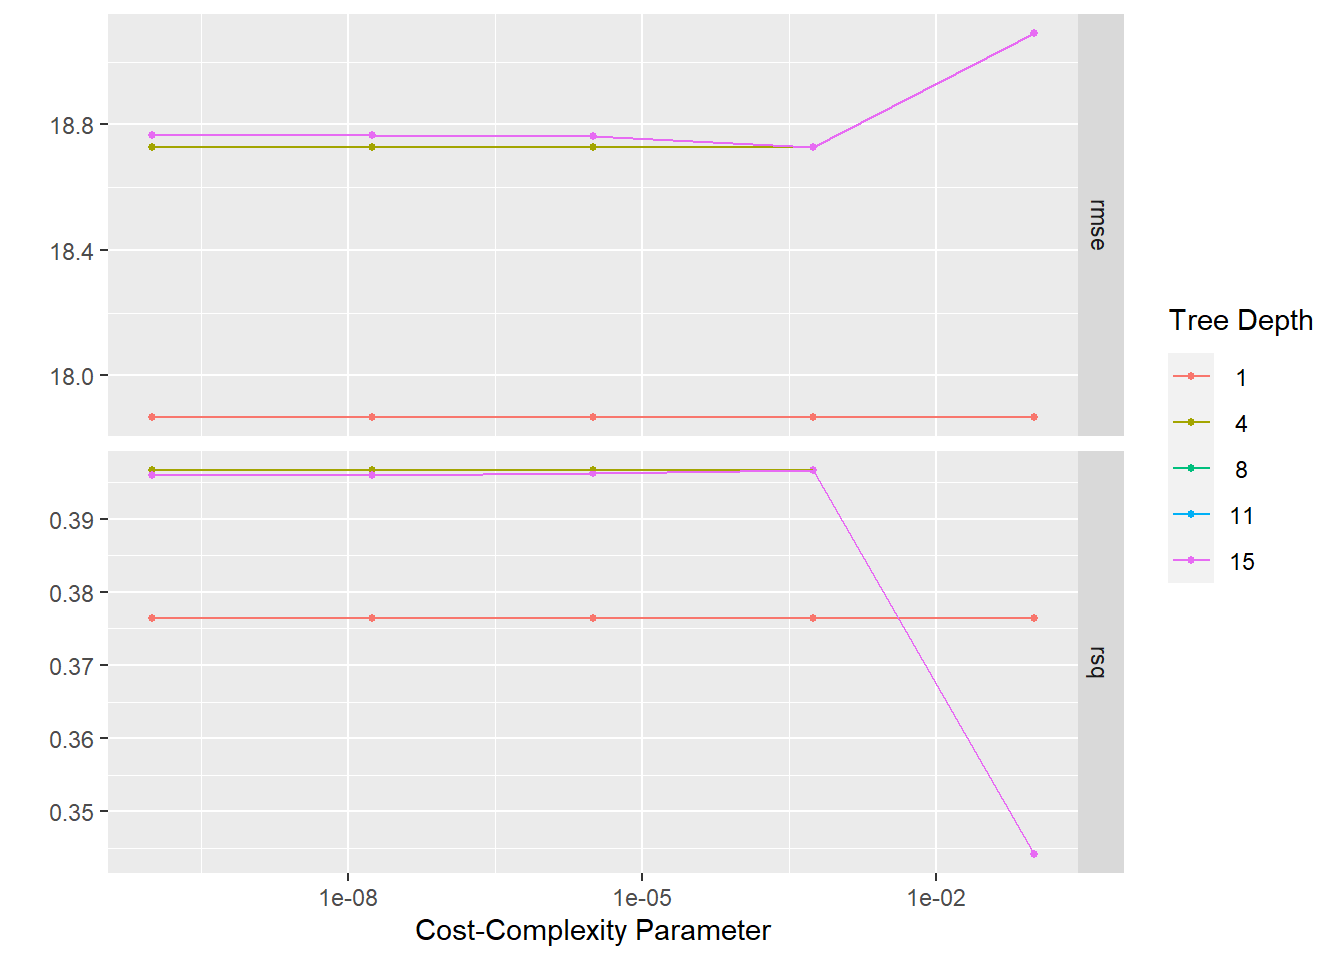 18.8
18.4
18.0
rmse
0.39
0.38
0.37
0.36
0.35
rsq
1e-08
1e-05
1e-02
Cost-Complexity Parameter
Tree Depth
1
4
8
11
15